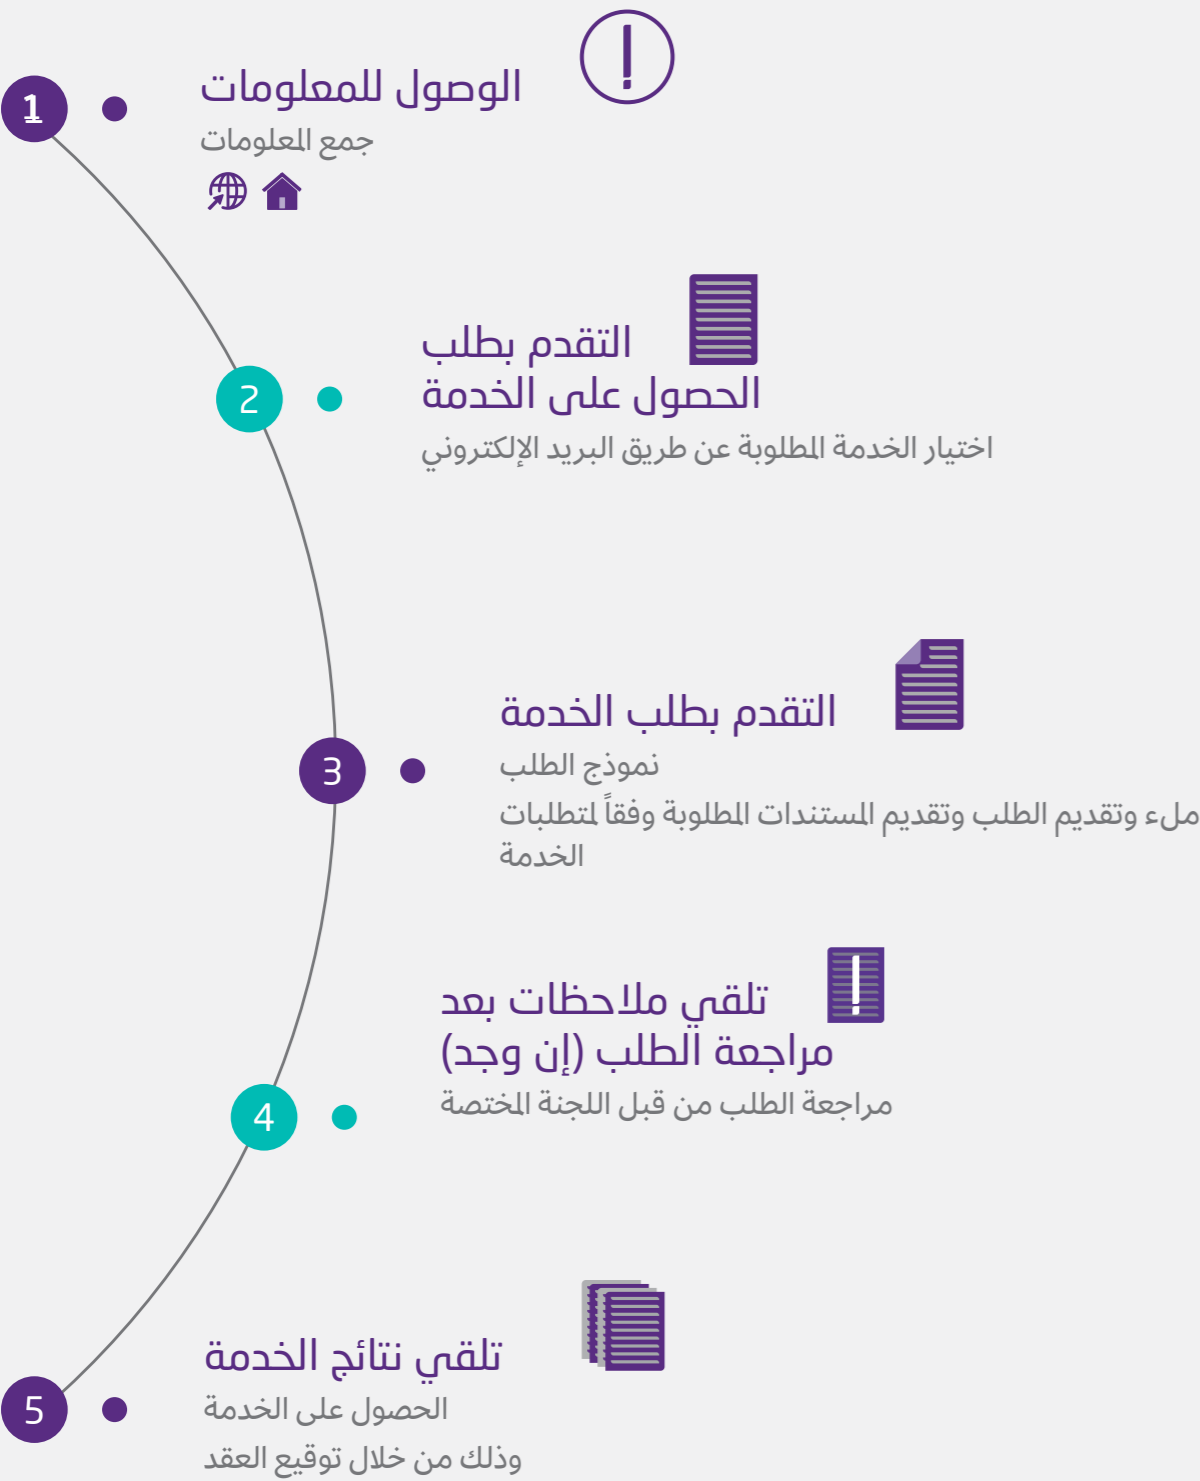 1
الوصول للمعلومات
جمع المعلومات
2
التقدم بطلب
الحصول على الخدمة
اختيار الخدمة المطلوبة عن طريق البريد الإلكتروني
3
التقدم بطلب الخدمة
نموذج الطلب
ملء وتقديم الطلب وتقديم المستندات المطلوبة وفقاً لمتطلبات
الخدمة
4
تلقي ملاحظات بعد
مراجعة الطلب (إن وجد)
مراجعة الطلب من قبل اللجنة المختصة
5
تلقي نتائج الخدمة
الحصول على الخدمة
وذلك من خلال توقيع العقد